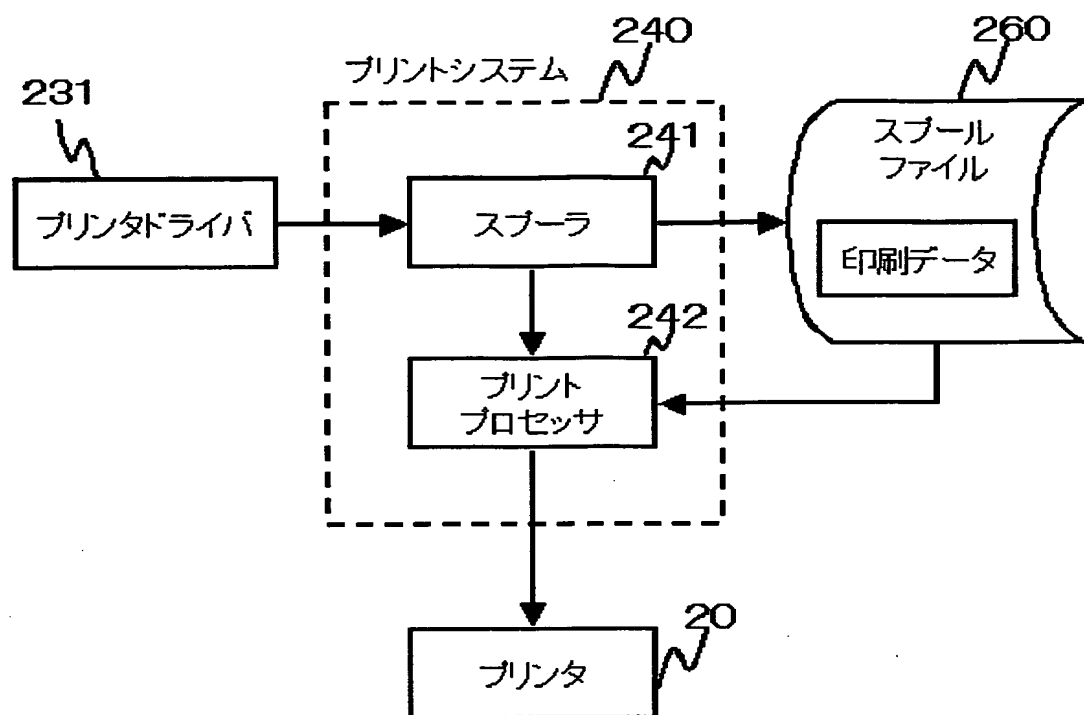 240
260
プリントシステム
231
241
スプール
ファイル
プリンタドライバ
スプーラ
印刷データ
242
プリント
プロセッサ
20
プリンタ